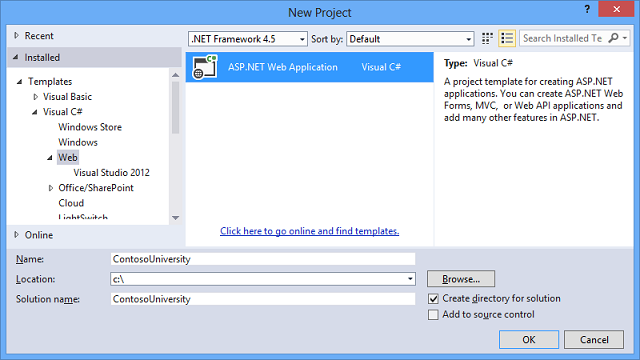 New Project
Recent
Installed
.NET Framework 4.5
Sort by:
Default
Search Installed Te
Templates
Visual Basic
Visual C#
Windows Store
Windows
Web
Visual Studio 2012
Office/SharePoint
Cloud
LightSwitch
Online
ASP.NET Web Application
Visual C#
Click here to go online and find templates.
Type: Visual C#
A project template for creating ASP.NET
applications. You can create ASP.NET Web
Forms, MVC, or Web API applications and
add many other features in ASP.NET.
Name:
ContosoUniversity
Location:
c:\
Browse...
Solution name:
ContosoUniversity
Create directory for solution
Add to source control
OK
Cancel